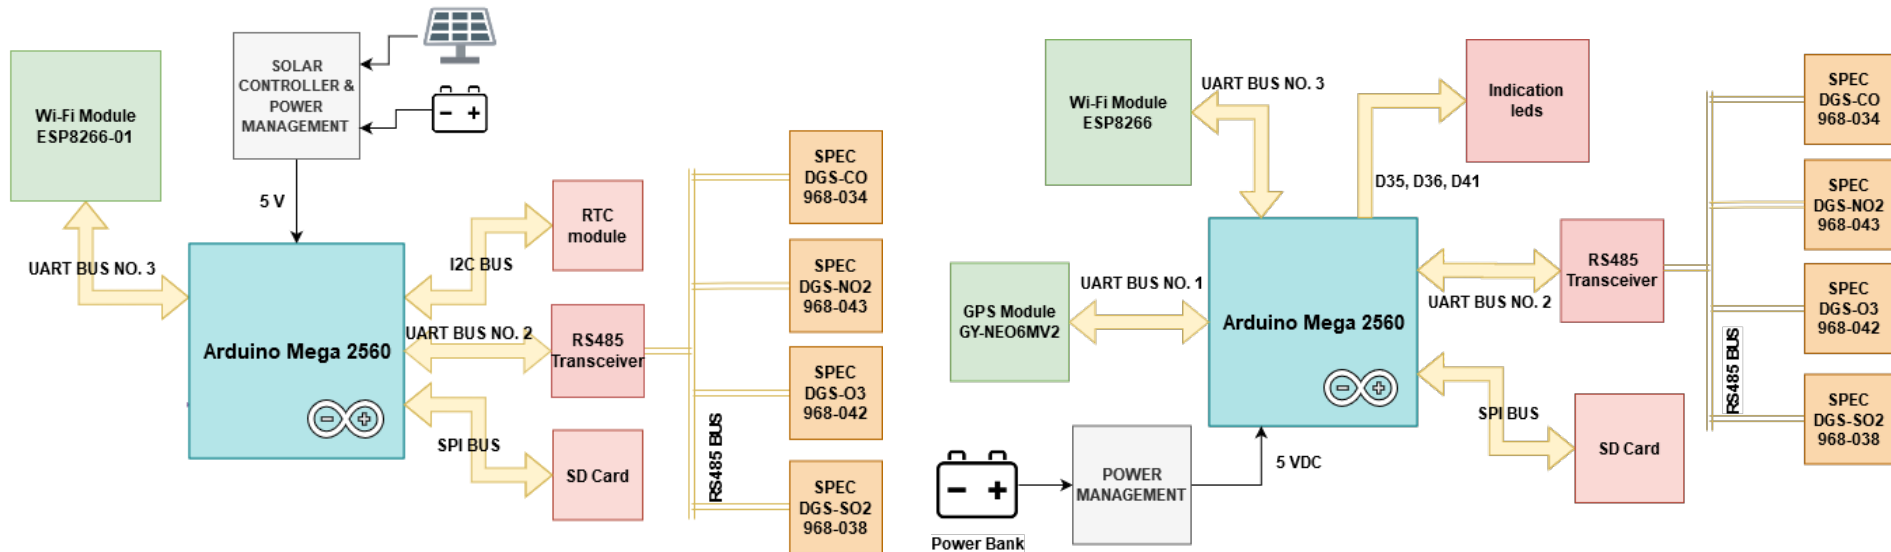 Wi-Fi Module
ESP8266-01
SOLAR
CONTROLLER &
POWER
MANAGEMENT
5 V
UART BUS NO. 3
Arduino Mega 2560
I2C BUS
RTC
module
UART BUS NO. 2
RS485
Transceiver
SPI BUS
SD Card
RS485 BUS
SPEC
DGS-CO
968-034
SPEC
DGS-NO2
968-043
SPEC
DGS-O3
968-042
SPEC
DGS-SO2
968-038
Wi-Fi Module
ESP8266
UART BUS NO. 3
Indication
leds
D35, D36, D41
GPS Module
GY-NEO6MV2
UART BUS NO. 1
Arduino Mega 2560
UART BUS NO. 2
RS485
Transceiver
SPI BUS
SD Card
Power Bank
POWER
MANAGEMENT
5 VDC
RS485 BUS
SPEC
DGS-CO
968-034
SPEC
DGS-NO2
968-043
SPEC
DGS-O3
968-042
SPEC
DGS-SO2
968-038